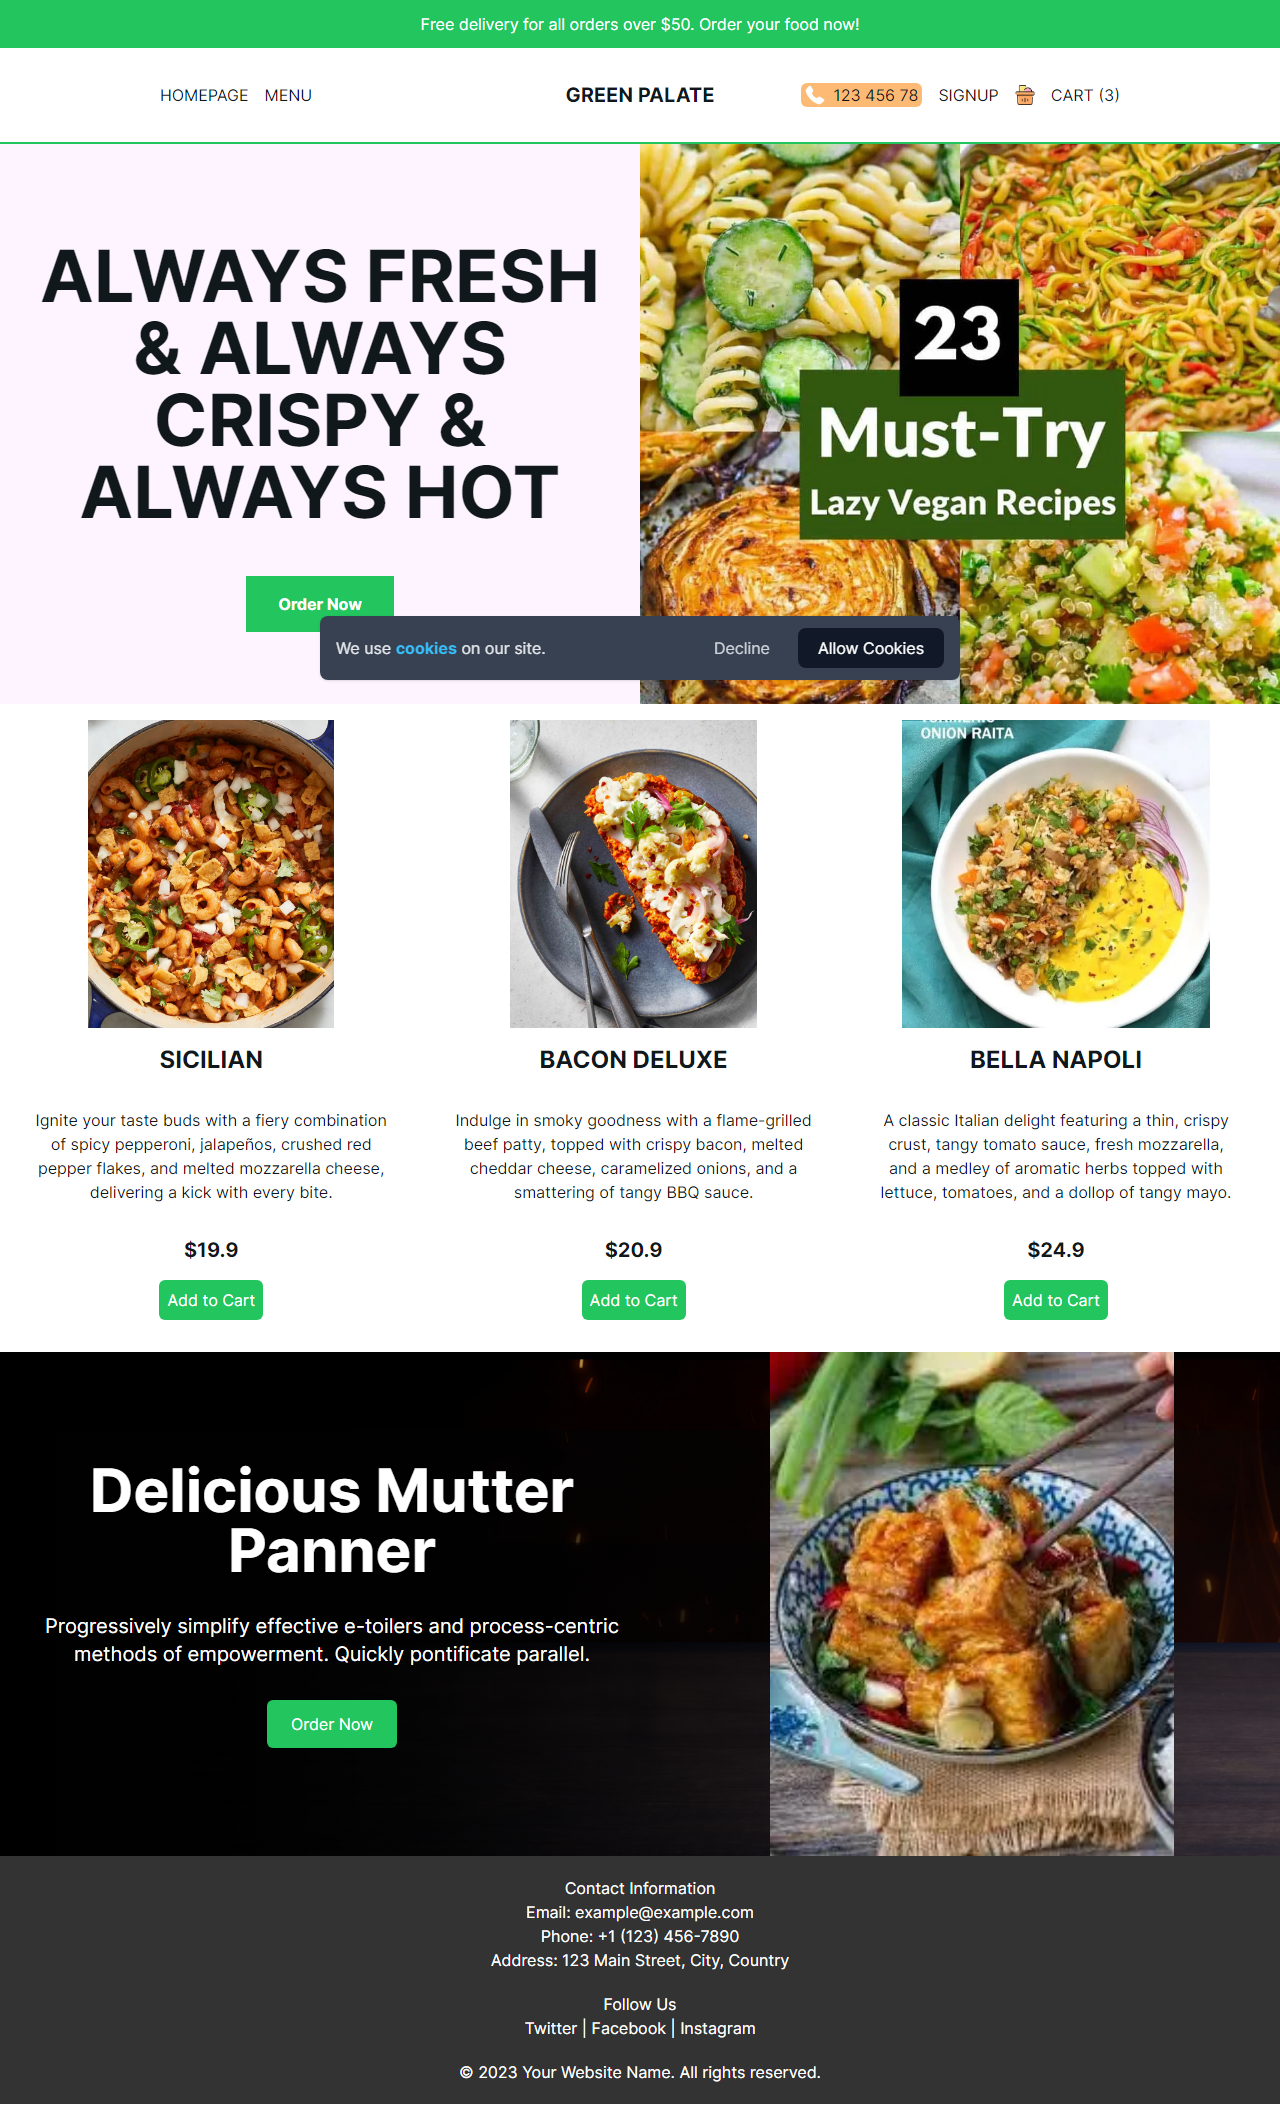 Free delivery for all orders over $50. Order your food now!
HOMEPAGE MENU GREEN PALATE 123 456 78 SIGNUP CART (3)
ALWAYS FRESH
& ALWAYS
CRISPY &
ALWAYS HOT
Order Now
23
Must-Try
Lazy Vegan Recipes
We use cookies on our site. Decline Allow Cookies
ONION RAITA
SICILIAN
Ignite your taste buds with a fiery combination
of spicy pepperoni, jalapeños, crushed red
pepper flakes, and melted mozzarella cheese,
delivering a kick with every bite.
$19.9
Add to Cart
BACON DELUXE
Indulge in smoky goodness with a flame-grilled
beef patty, topped with crispy bacon, melted
cheddar cheese, caramelized onions, and a
smattering of tangy BBQ sauce.
$20.9
Add to Cart
BELLA NAPOLI
A classic Italian delight featuring a thin, crispy
crust, tangy tomato sauce, fresh mozzarella,
and a medley of aromatic herbs topped with
lettuce, tomatoes, and a dollop of tangy mayo.
$24.9
Add to Cart
Delicious Mutter
Panner
Progressively simplify effective e-toilers and process-centric
methods of empowerment. Quickly pontificate parallel.
Order Now
Contact Information
Email: example@example.com
Phone: +1 (123) 456-7890
Address: 123 Main Street, City, Country
Follow Us
Twitter | Facebook | Instagram
© 2023 Your Website Name. All rights reserved.